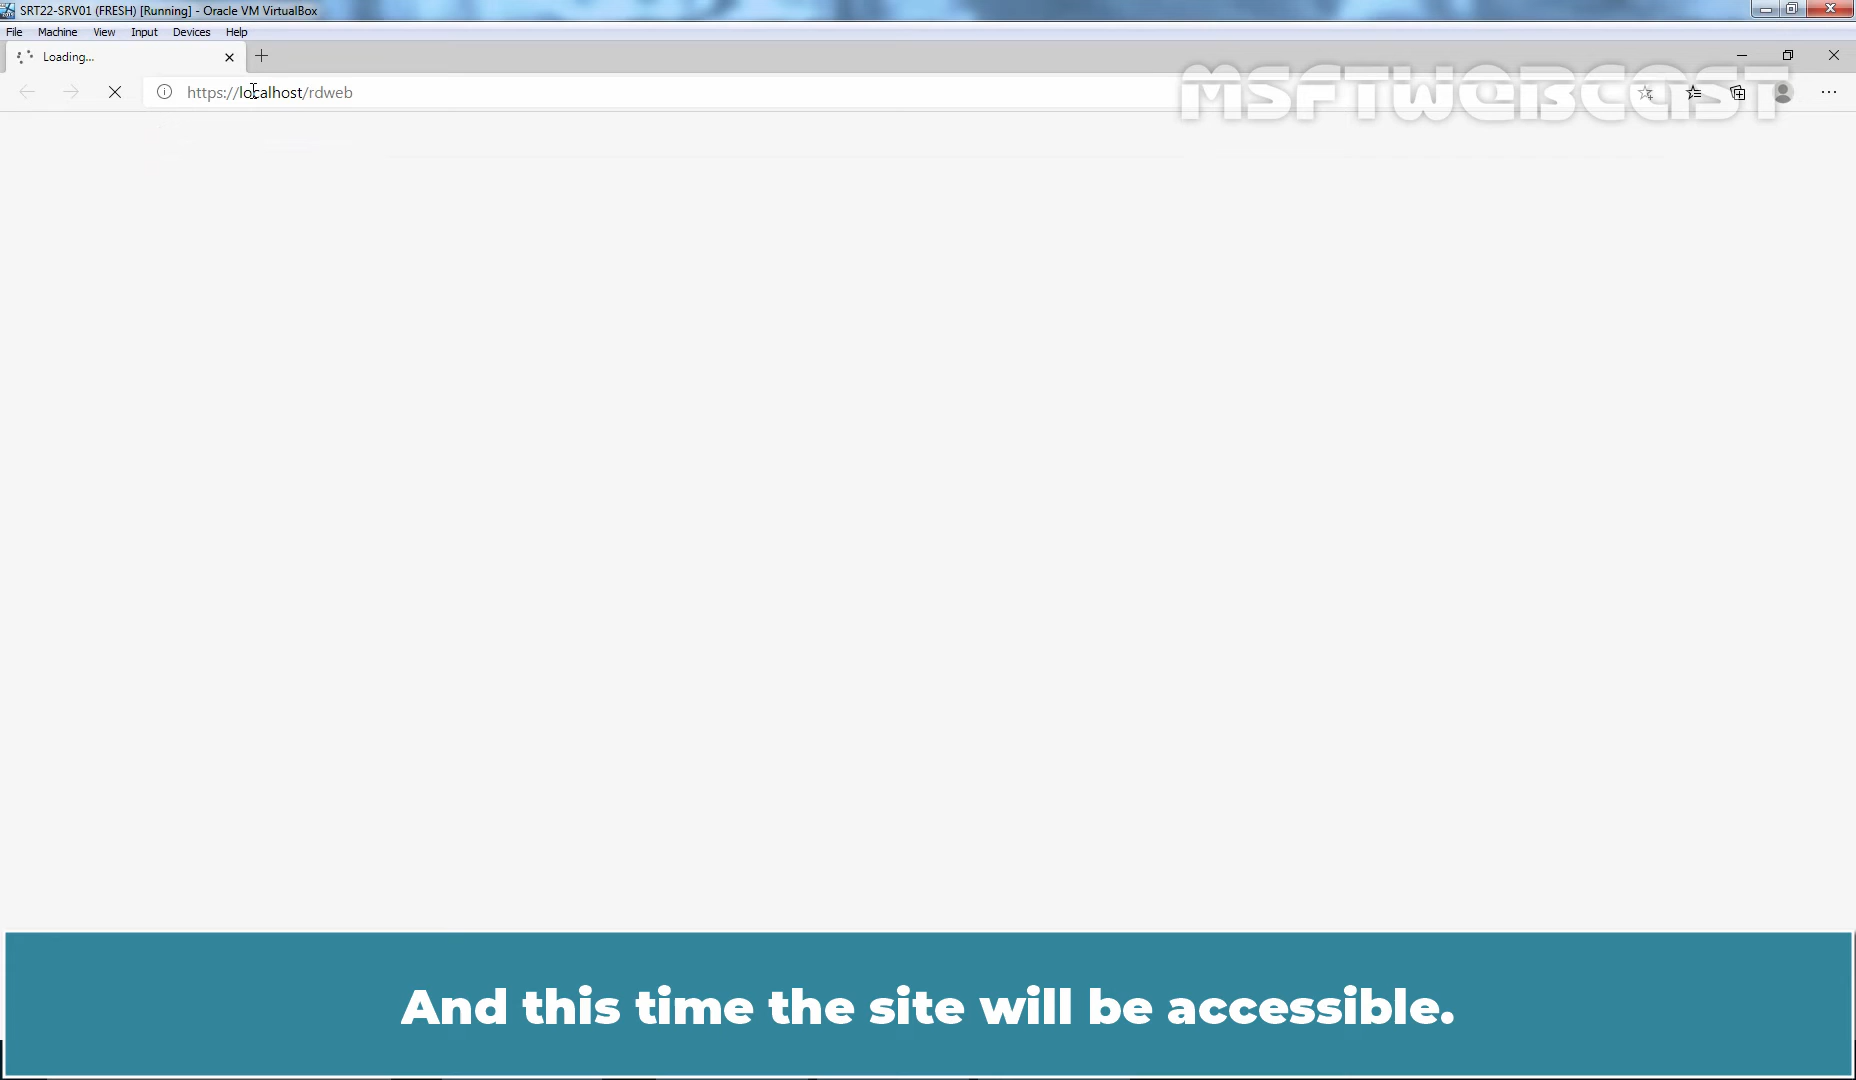 SRT22-SRV01 (FRESH) [Running] - Oracle VM VirtualBox
File Machine View Input Devices Help
Loading...
https://localhost/rdweb
MSFTWEBCAST
And this time the site will be accessible.